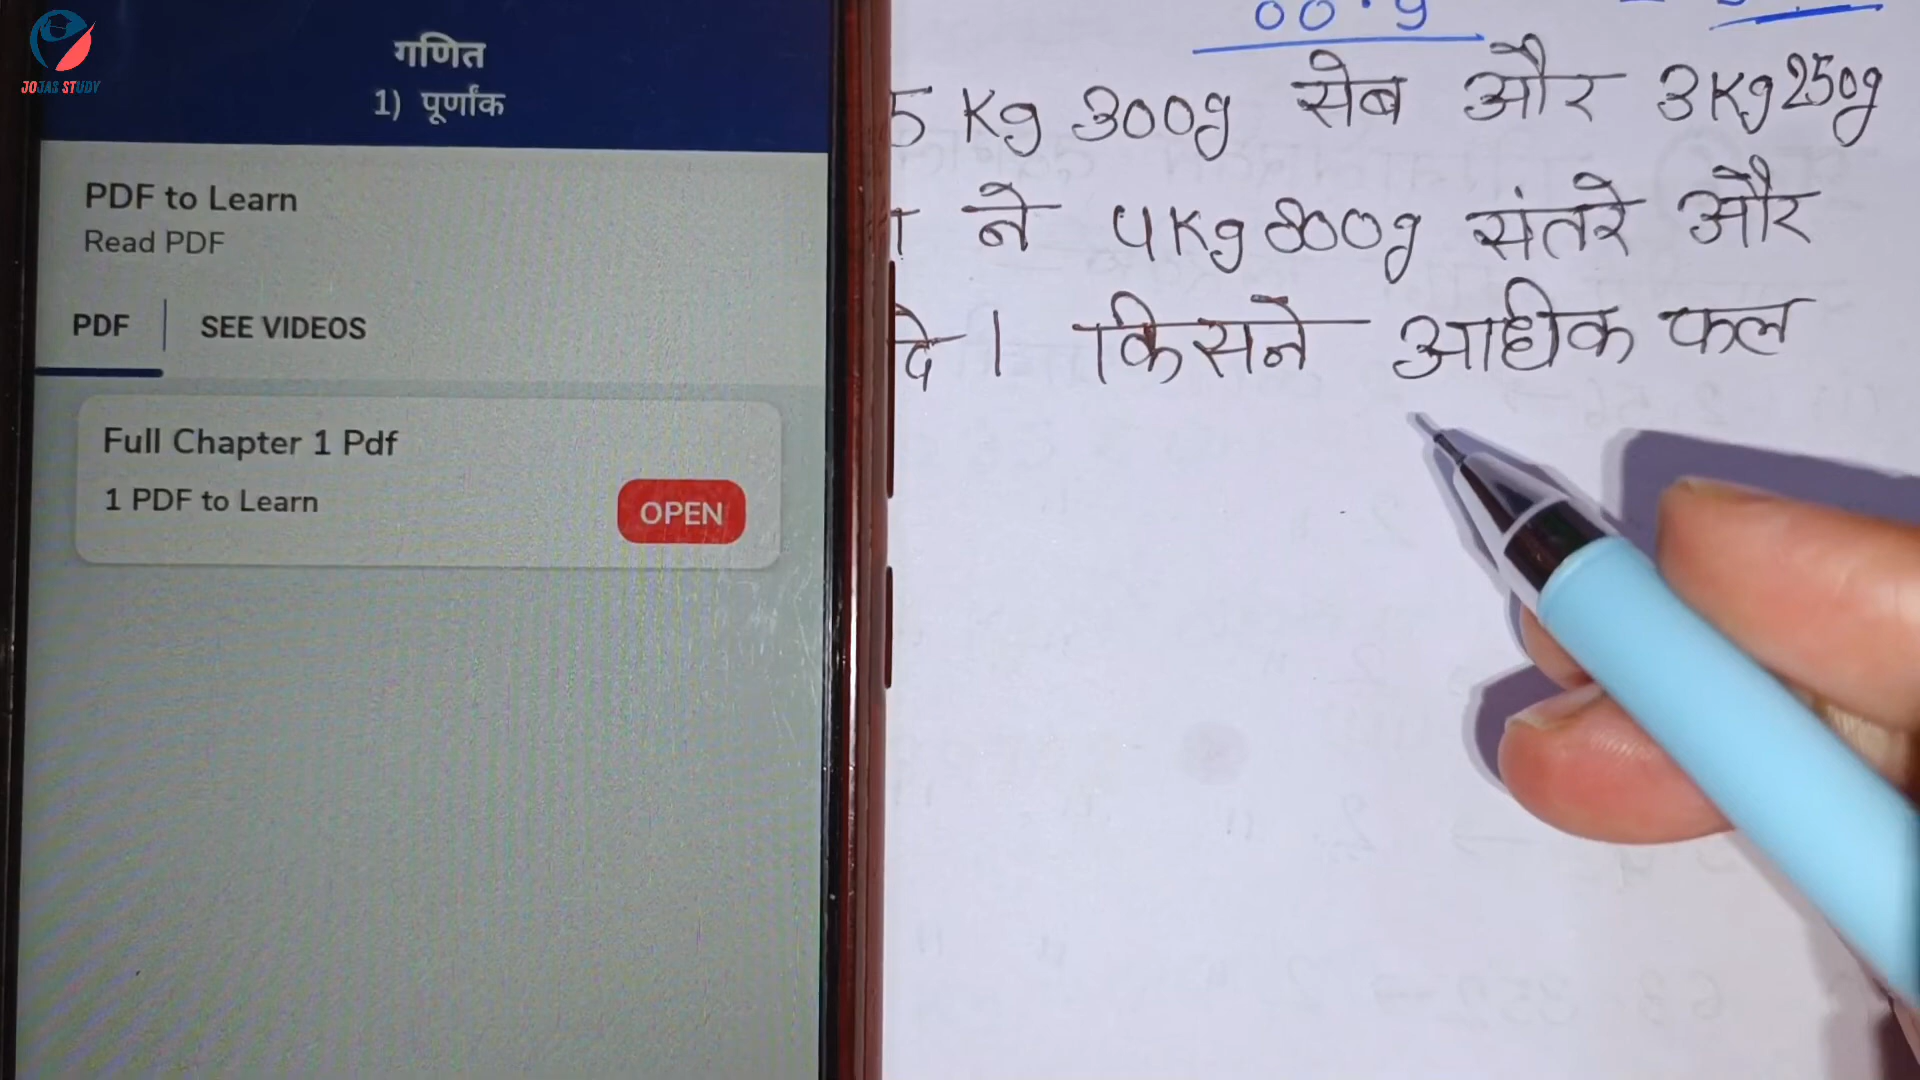 JOJAS STUDY
गणित
1) पूर्णांक
PDF to Learn
Read PDF
PDF
SEE VIDEOS
Full Chapter 1 Pdf
1 PDF to Learn
OPEN
5 Kg 300g सेब और 3Kg 250g
ने 4Kg 800g संतरे और
। किसने अधीक फल